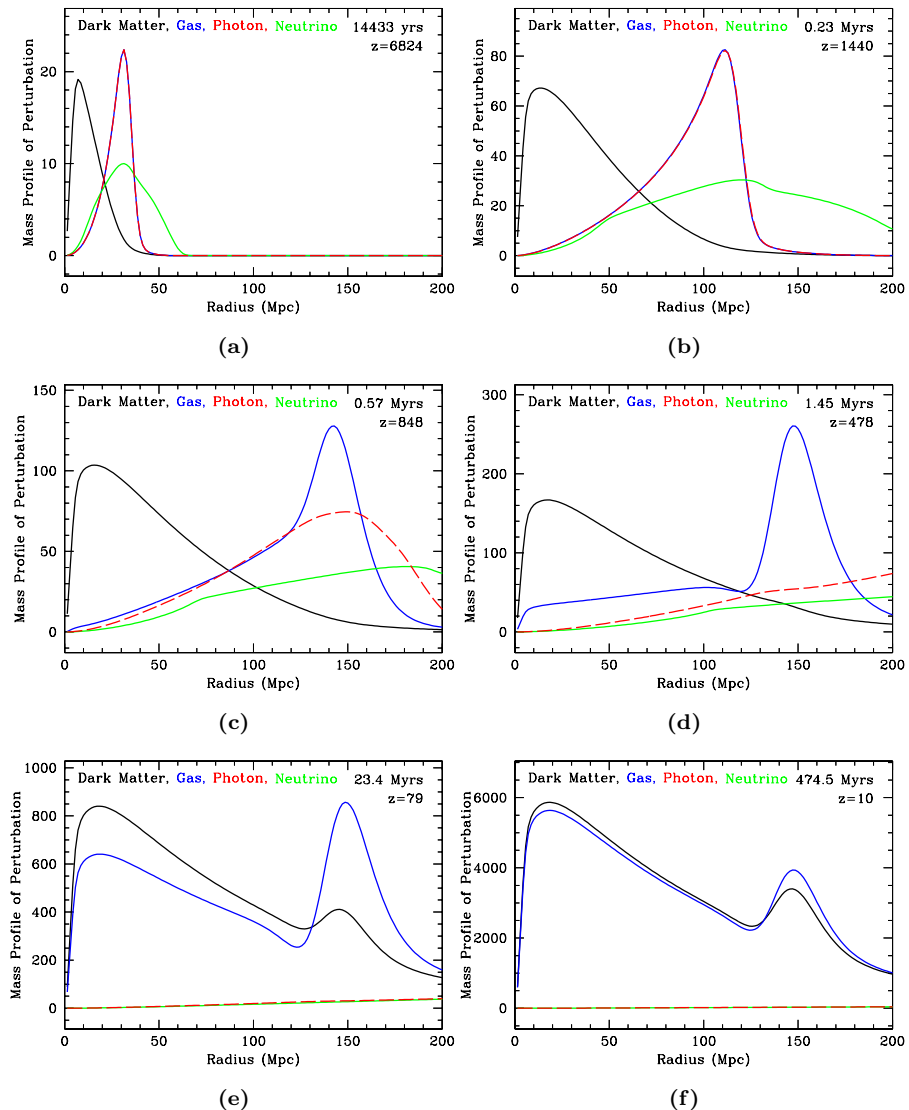 Dark Matter, Gas, Photon, Neutrino 14433 yrs
z=6824
Mass Profile of Perturbation
20
10
0
0 50 100 150 200
Radius (Mpc)
(a)
Dark Matter, Gas, Photon, Neutrino 0.23 Myrs
z=1440
Mass Profile of Perturbation
80
60
40
20
0
0 50 100 150 200
Radius (Mpc)
(b)
Dark Matter, Gas, Photon, Neutrino 0.57 Myrs
z=848
Mass Profile of Perturbation
150
100
50
0
0 50 100 150 200
Radius (Mpc)
(c)
Dark Matter, Gas, Photon, Neutrino 1.45 Myrs
z=478
Mass Profile of Perturbation
300
200
100
0
0 50 100 150 200
Radius (Mpc)
(d)
Dark Matter, Gas, Photon, Neutrino 23.4 Myrs
z=79
Mass Profile of Perturbation
1000
800
600
400
200
0
0 50 100 150 200
Radius (Mpc)
(e)
Dark Matter, Gas, Photon, Neutrino 474.5 Myrs
z=10
Mass Profile of Perturbation
6000
4000
2000
0
0 50 100 150 200
Radius (Mpc)
(f)